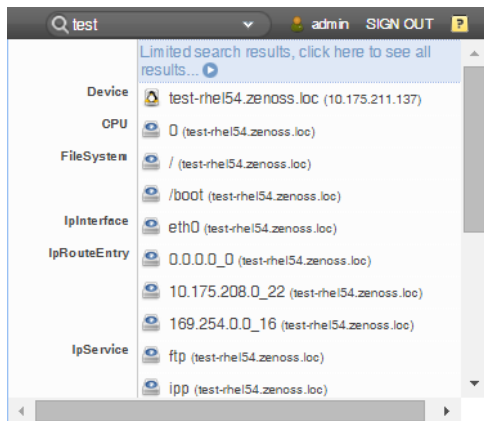 test admin SIGN OUT ?
Limited search results, click here to see all
results...
Device test-rhel54.zenoss.loc (10.175.211.137)
CPU 0 (test-rhel54.zenoss.loc)
FileSystem / (test-rhel54.zenoss.loc)
/boot (test-rhel54.zenoss.loc)
IpInterface eth0 (test-rhel54.zenoss.loc)
IpRouteEntry 0.0.0.0_0 (test-rhel54.zenoss.loc)
10.175.208.0_22 (test-rhel54.zenoss.loc)
169.254.0.0_16 (test-rhel54.zenoss.loc)
IpService ftp (test-rhel54.zenoss.loc)
ipp (test-rhel54.zenoss.loc)